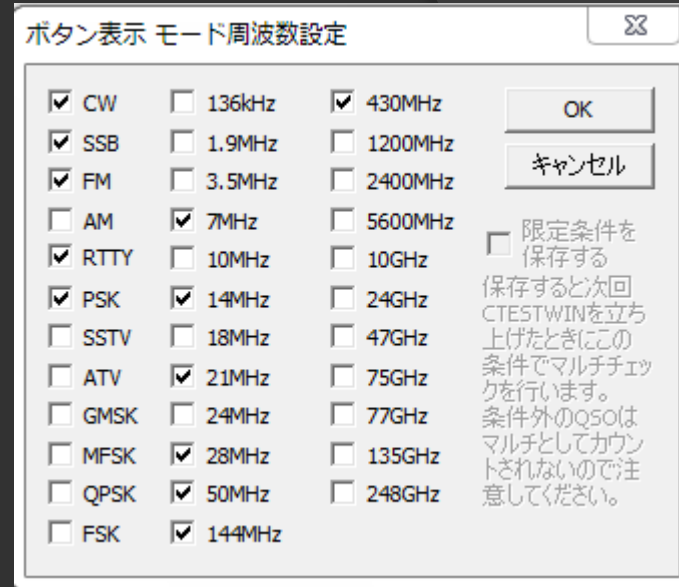 ボタン表示 モード周波数設定
CW
SSB
FM
AM
RTTY
PSK
SSTV
ATV
GMSK
MFSK
QPSK
FSK
136kHz
1.9MHz
3.5MHz
7MHz
10MHz
14MHz
18MHz
21MHz
24MHz
28MHz
50MHz
144MHz
430MHz
1200MHz
2400MHz
5600MHz
10GHz
24GHz
47GHz
75GHz
77GHz
135GHz
248GHz
OK
キャンセル
限定条件を
保存する
保存すると次回
CTESTWINを立ち
上げたときにこの
条件でマルチチェッ
クを行います。
条件外のQSOは
マルチとしてカウン
トされないので注
意してください。